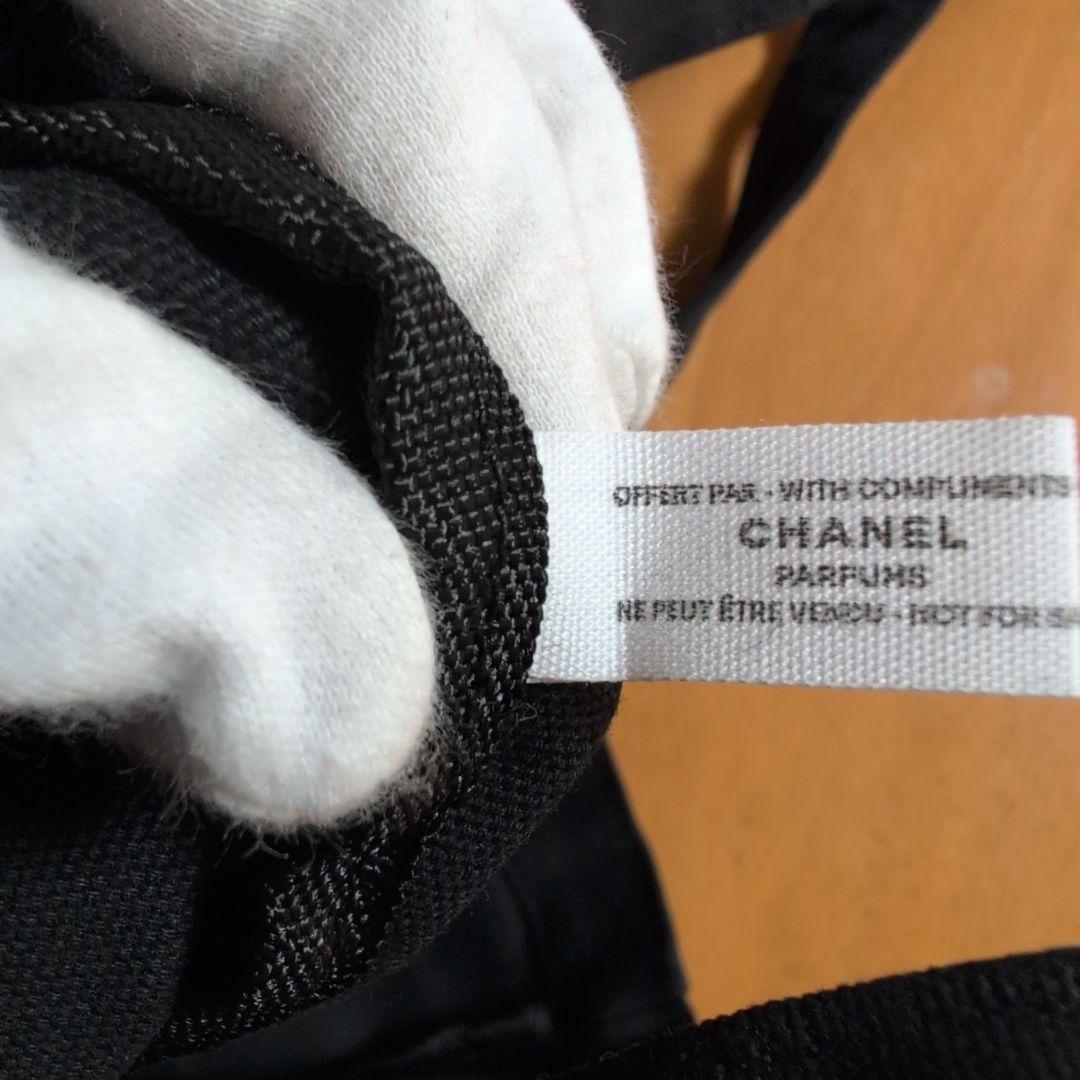 OFFERT PAR - WITH COMPLIMENTS
CHANEL
PARFUMS
NE PEUT ÊTRE VENDU - NOT FOR